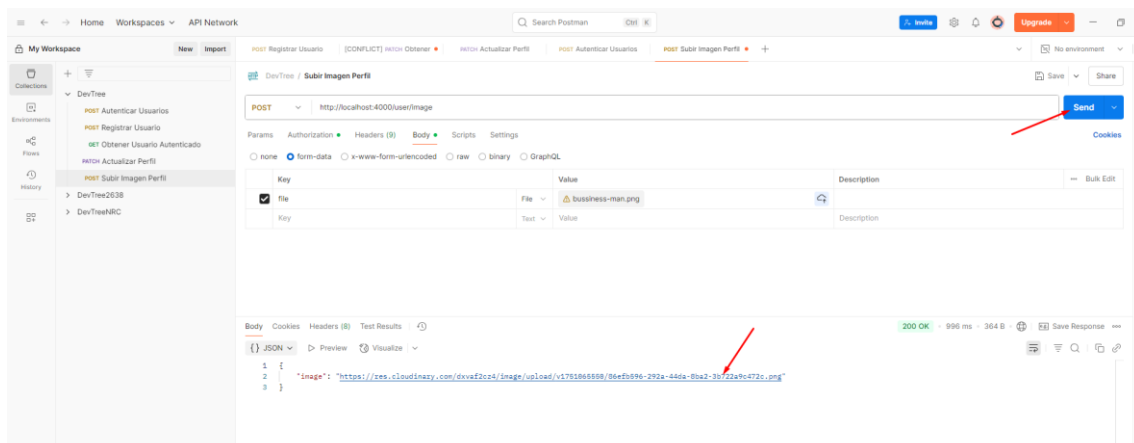 Home Workspaces API Network Search Postman Ctrl K Invite Upgrade
My Workspace New Import POST Registrar Usuario [CONFLICT] PATCH Obtener PATCH Actualizar Perfil POST Autenticar Usuarios POST Subir Imagen Perfil + No environment
Collections
Environments
Flows
History
+
DevTree
POST Autenticar Usuarios
POST Registrar Usuario
GET Obtener Usuario Autenticado
PATCH Actualizar Perfil
POST Subir Imagen Perfil
DevTree2638
DevTreeNRC
DevTree / Subir Imagen Perfil Save Share
POST http://localhost:4000/user/image Send
Params Authorization Headers (9) Body Scripts Settings Cookies
none form-data x-www-form-urlencoded raw binary GraphQL
Key Value Description Bulk Edit
file File bussiness-man.png
Key Text Value Description
Body Cookies Headers (8) Test Results 200 OK 996 ms 364 B Save Response
{} JSON Preview Visualize
1 {
2 "image": "https://res.cloudinary.com/dxvaf2cz4/image/upload/v1751865558/86efb596-292a-44da-8ba2-3b722a9c472c.png"
3 }